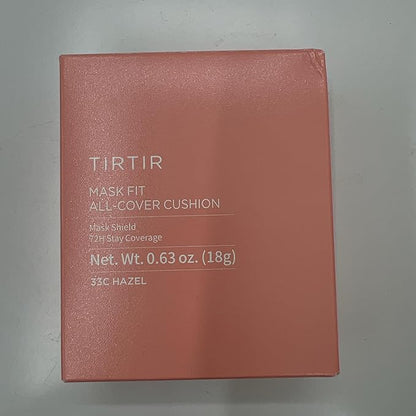 TIRTIR
MASK FIT
ALL-COVER CUSHION
Mask Shield
72H Stay Coverage
Net. Wt. 0.63 oz. (18g)
33C HAZEL